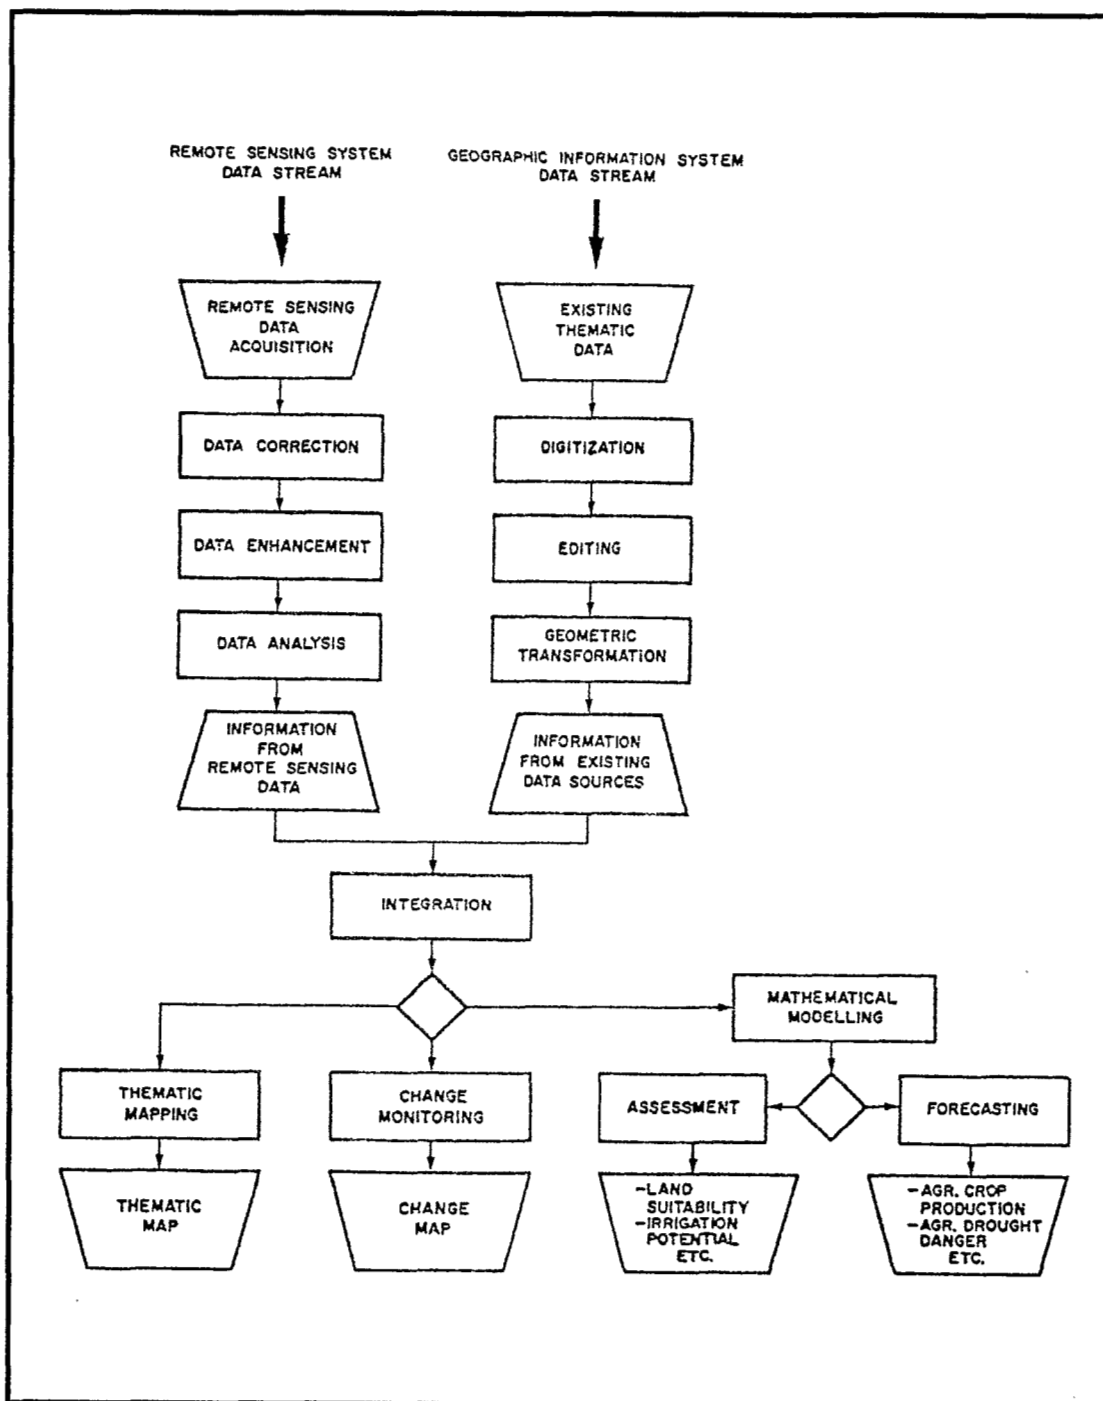 REMOTE SENSING SYSTEM
DATA STREAM
GEOGRAPHIC INFORMATION SYSTEM
DATA STREAM
REMOTE SENSING
DATA
ACQUISITION
EXISTING
THEMATIC
DATA
DATA CORRECTION
DIGITIZATION
DATA ENHANCEMENT
EDITING
DATA ANALYSIS
GEOMETRIC
TRANSFORMATION
INFORMATION
FROM
REMOTE SENSING
DATA
INFORMATION
FROM EXISTING
DATA SOURCES
INTEGRATION
MATHEMATICAL
MODELLING
THEMATIC
MAPPING
CHANGE
MONITORING
ASSESSMENT
FORECASTING
THEMATIC
MAP
CHANGE
MAP
-LAND
SUITABILITY
-IRRIGATION
POTENTIAL
ETC.
-AGR. CROP
PRODUCTION
-AGR. DROUGHT
DANGER
ETC.